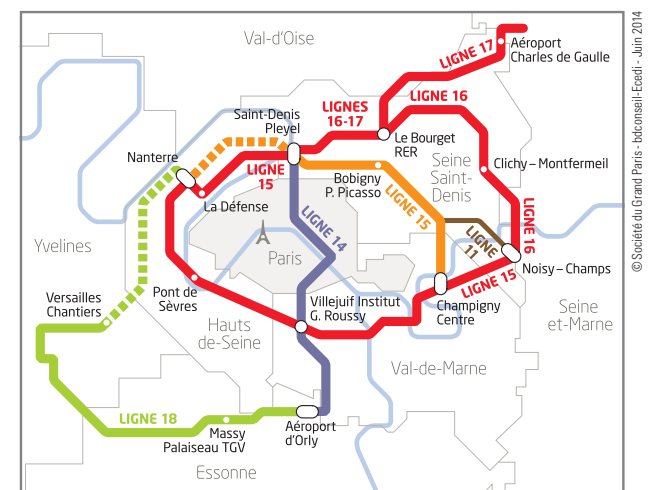 Val-d'Oise
LIGNE 17
Aéroport
Charles de Gaulle
LIGNES
16-17
LIGNE 16
Saint-Denis
Pleyel
Le Bourget
RER
Nanterre
LIGNE
15
Bobigny
P. Picasso
Seine
Saint-
Denis
Clichy – Montfermeil
La Défense
LIGNE 14
LIGNE 15
LIGNE 16
LIGNE
11
Yvelines
Paris
Noisy – Champs
LIGNE 15
Pont de
Sèvres
Versailles
Chantiers
Villejuif Institut
G. Roussy
Champigny
Centre
Seine
et-Marne
Hauts
de-Seine
Val-de-Marne
LIGNE 18
Massy
Palaiseau TGV
Aéroport
d'Orly
Essonne
© Société du Grand Paris - bdconseil-Ecedi - Juin 2014